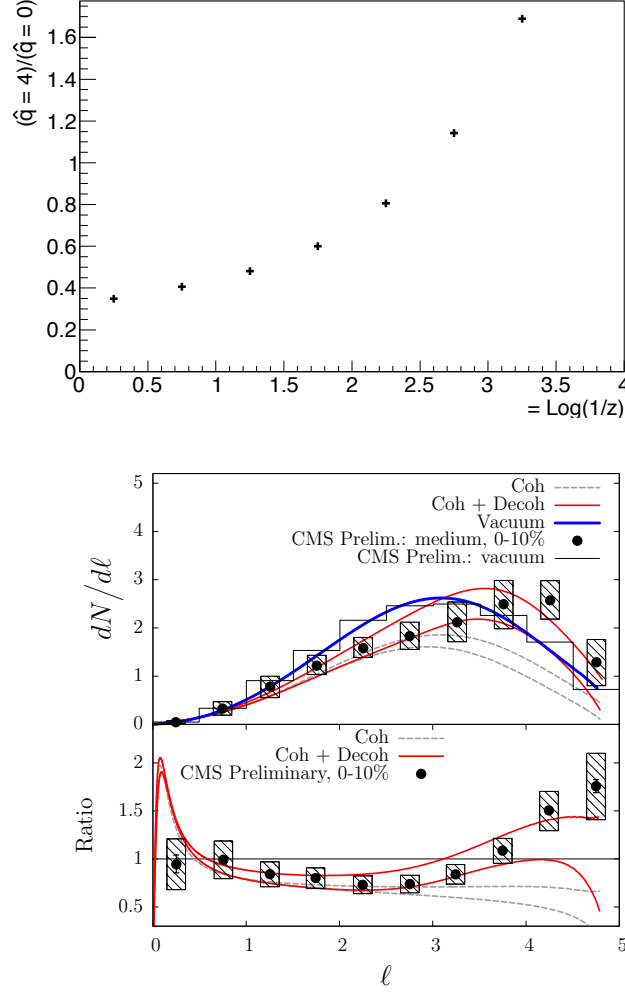 (q̂ = 4)/(q̂ = 0)
1.6
1.4
1.2
1
0.8
0.6
0.4
0.2
0
0 0.5 1 1.5 2 2.5 3 3.5 4
= Log(1/z)
5
4
3
2
1
0
dN/dℓ
Coh
Coh + Decoh
Vacuum
CMS Prelim.: medium, 0-10%
CMS Prelim.: vacuum
2
1.5
1
0.5
Ratio
Coh
Coh + Decoh
CMS Preliminary, 0-10%
0 1 2 3 4 5
ℓ